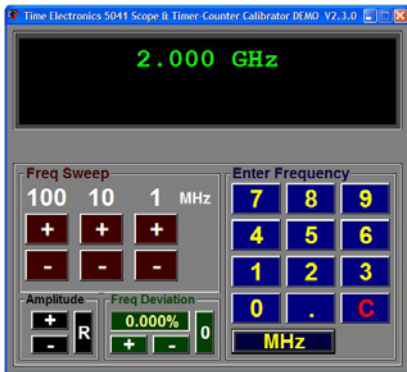 Time Electronics 5041 Scope & Timer-Counter Calibrator DEMO V2.3.0
2.000 GHz
Freq Sweep
100 10 1 MHz
+ + +
- - -
Amplitude
+
-
R
Freq Deviation
0.000%
+ -
0
Enter Frequency
7 8 9
4 5 6
1 2 3
0 . C
MHz